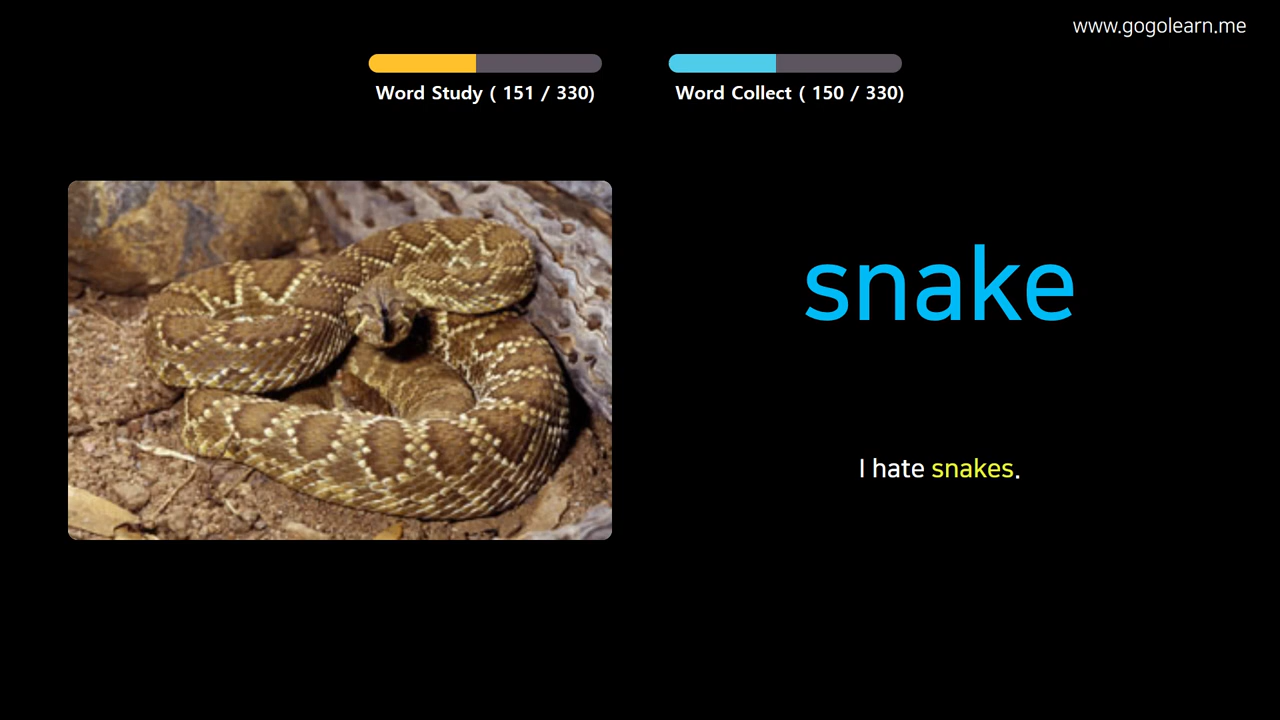 www.gogolearn.me
Word Study ( 151 / 330)
Word Collect ( 150 / 330)
snake
I hate snakes.